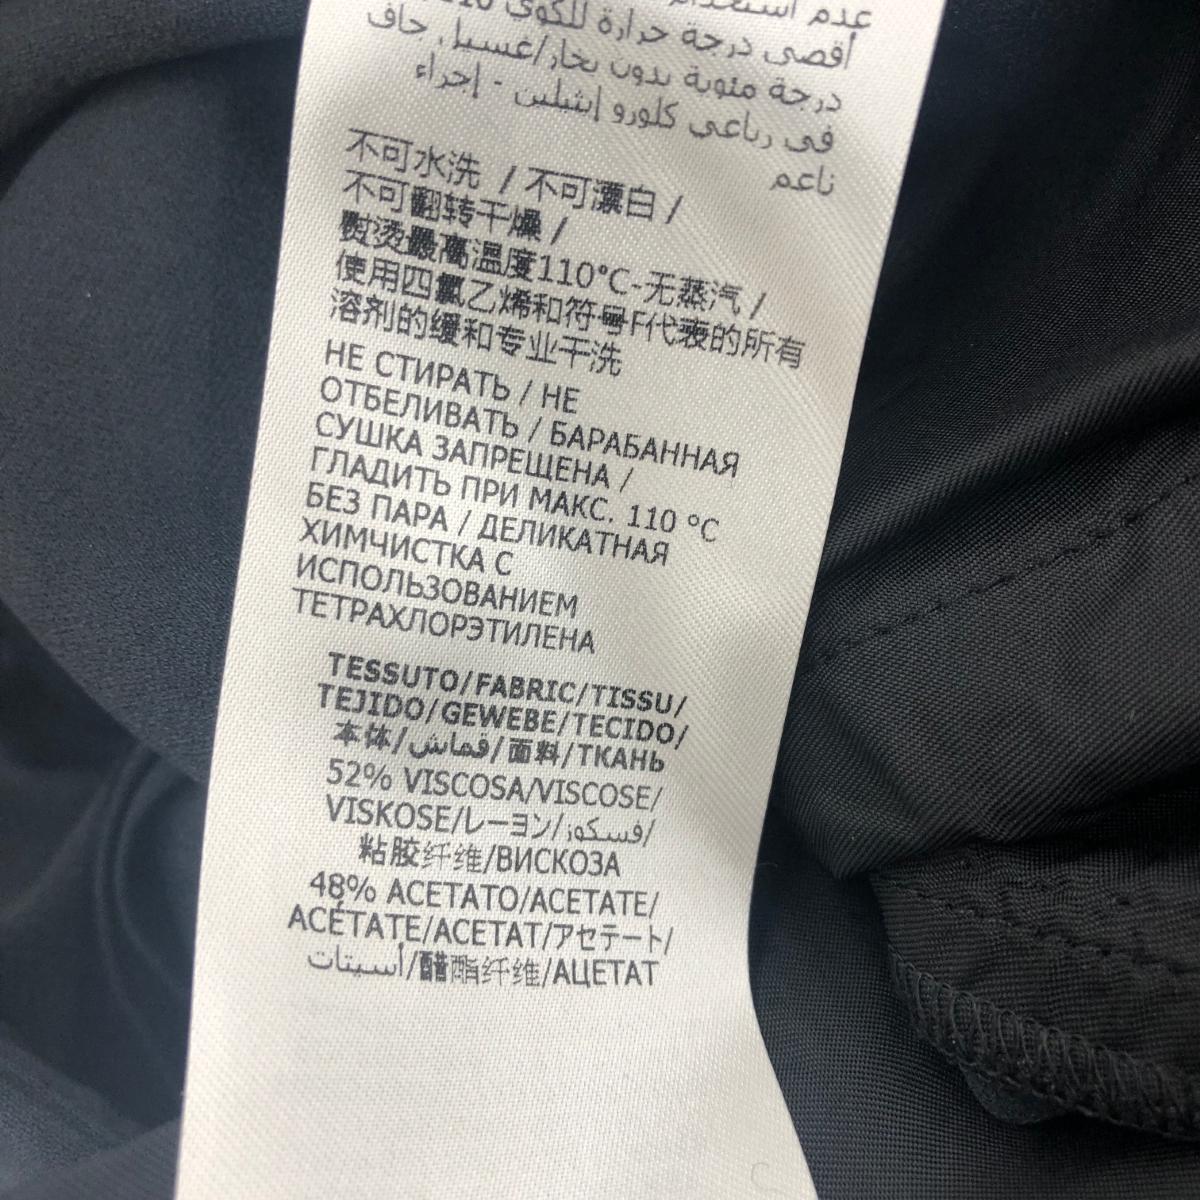 عدم استخدام
أقصى درجة حرارة للكوي 110
درجة مئوية بدون بخار/غسيل جاف
في رباعي كلورو إيثيلين - إجراء
ناعم
不可水洗 / 不可漂白 /
不可翻转干燥 /
熨烫最高温度110°C-无蒸汽 /
使用四氯乙烯和符号F代表的所有
溶剂的缓和专业干洗
НЕ СТИРАТЬ / НЕ
ОТБЕЛИВАТЬ / БАРАБАННАЯ
СУШКА ЗАПРЕЩЕНА /
ГЛАДИТЬ ПРИ МАКС. 110 °C
БЕЗ ПАРА / ДЕЛИКАТНАЯ
ХИМЧИСТКА С
ИСПОЛЬЗОВАНИЕМ
ТЕТРАХЛОРЭТИЛЕНА
TESSUTO/FABRIC/TISSU/
TEJIDO/GEWEBE/TECIDO/
本体/قماش/面料/ТКАНЬ
52% VISCOSA/VISCOSE/
VISKOSE/レーヨン/فسكوز/
粘胶纤维/ВИСКОЗА
48% ACETATO/ACETATE/
ACÉTATE/ACETAT/アセテート/
أسيتات/醋酯纤维/АЦЕТАТ